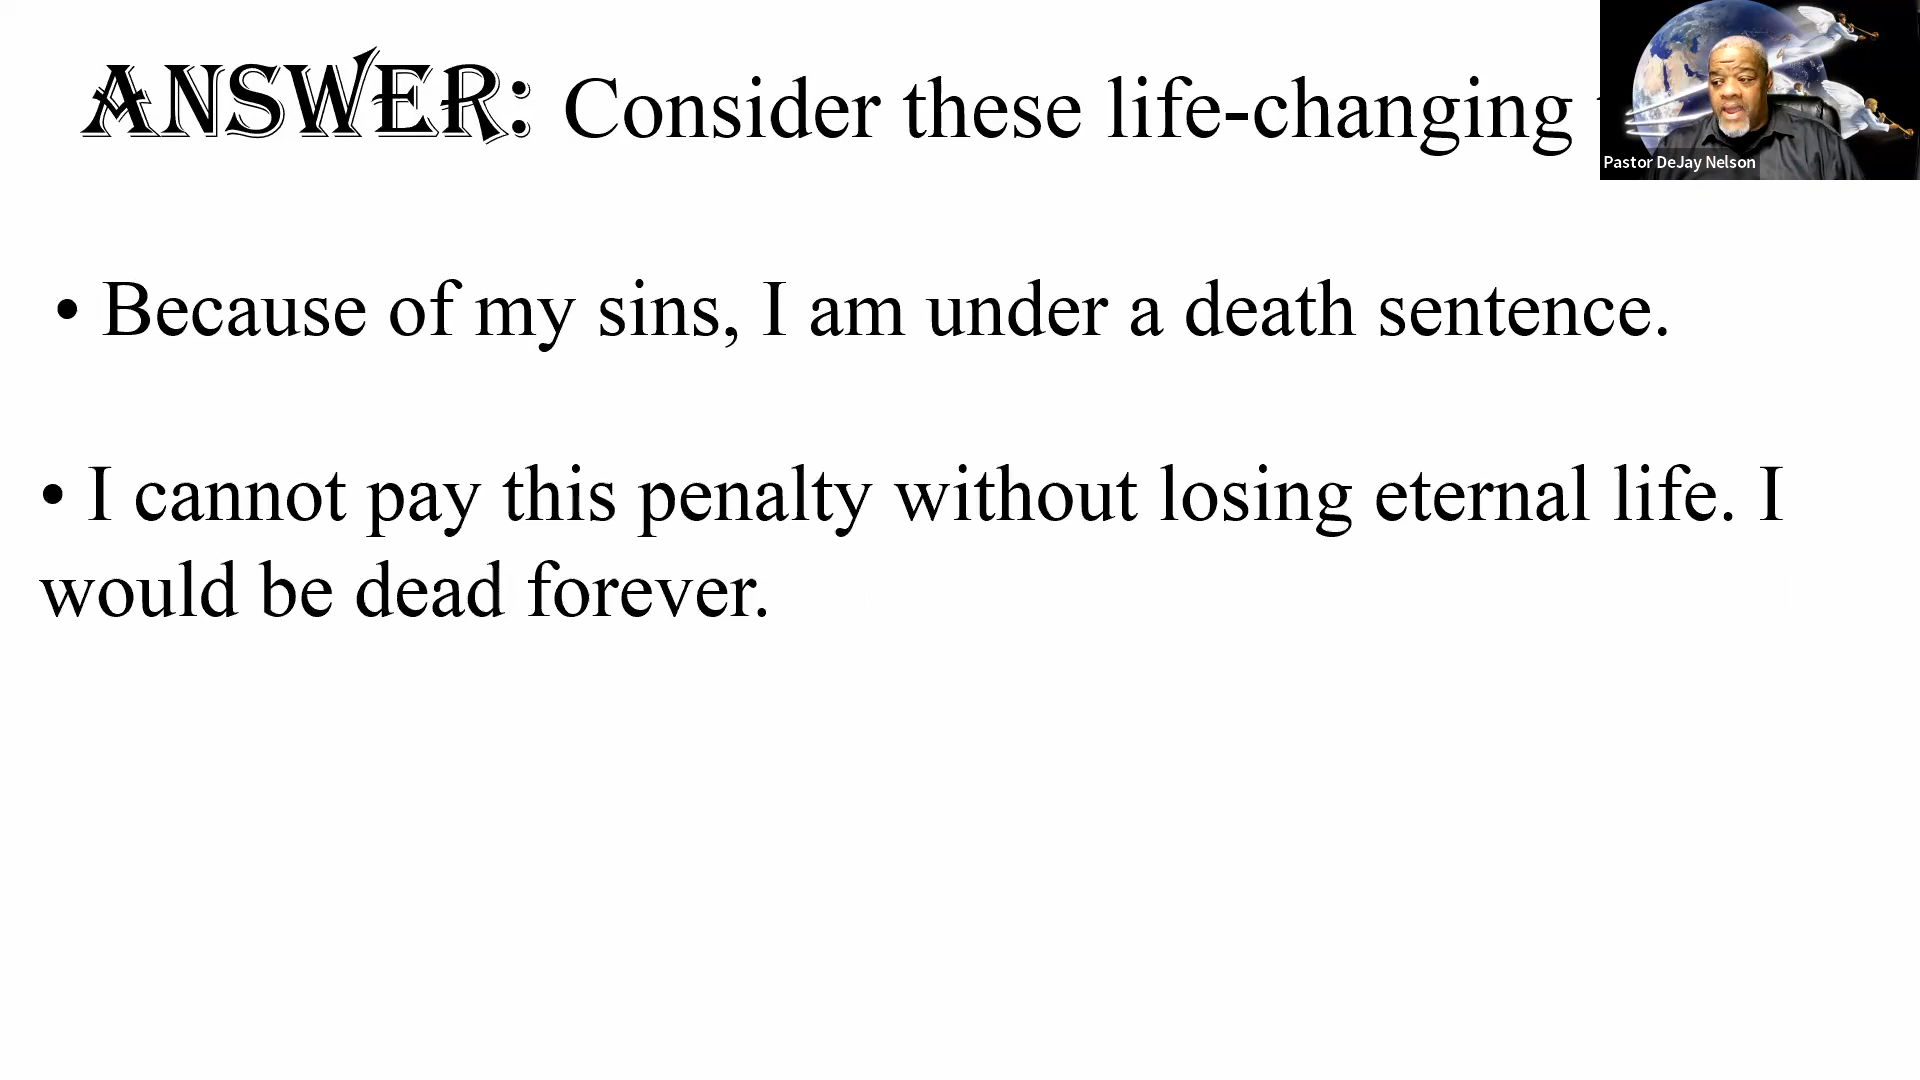 ANSWER: Consider these life-changing
Pastor DeJay Nelson
• Because of my sins, I am under a death sentence.
• I cannot pay this penalty without losing eternal life. I
would be dead forever.